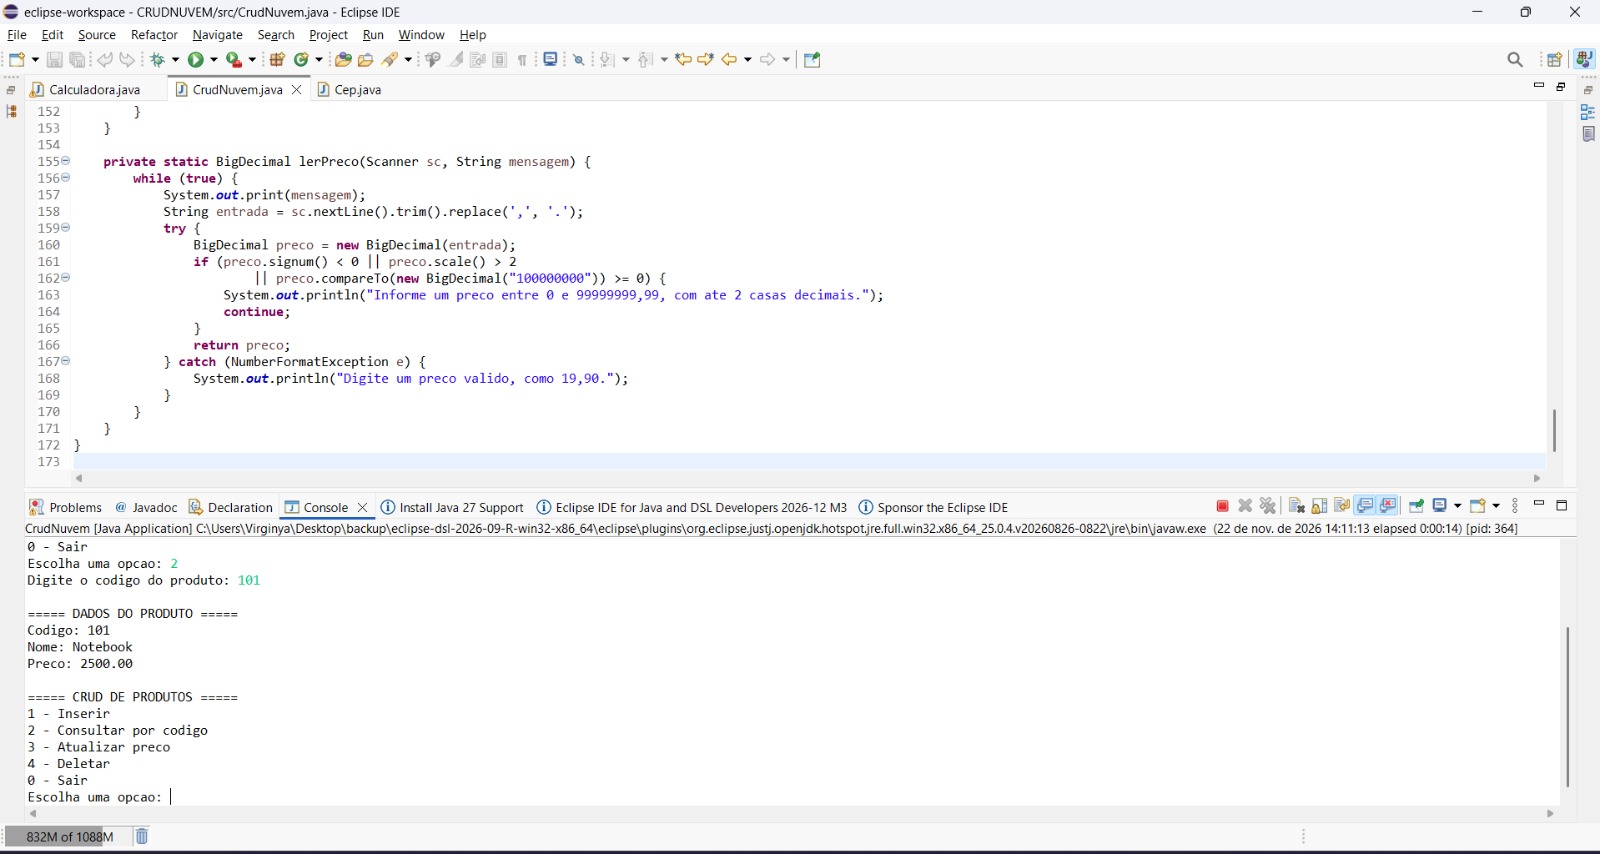 eclipse-workspace - CRUDNUVEM/src/CrudNuvem.java - Eclipse IDE
File Edit Source Refactor Navigate Search Project Run Window Help
Calculadora.java CrudNuvem.java Cep.java
152 }
153 }
154
155 private static BigDecimal lerPreco(Scanner sc, String mensagem) {
156 while (true) {
157 System.out.print(mensagem);
158 String entrada = sc.nextLine().trim().replace(',', '.');
159 try {
160 BigDecimal preco = new BigDecimal(entrada);
161 if (preco.signum() < 0 || preco.scale() > 2
162 || preco.compareTo(new BigDecimal("100000000")) >= 0) {
163 System.out.println("Informe um preco entre 0 e 99999999,99, com ate 2 casas decimais.");
164 continue;
165 }
166 return preco;
167 } catch (NumberFormatException e) {
168 System.out.println("Digite um preco valido, como 19,90.");
169 }
170 }
171 }
172 }
173
Problems @ Javadoc Declaration Console Install Java 27 Support Eclipse IDE for Java and DSL Developers 2026-12 M3 Sponsor the Eclipse IDE
CrudNuvem [Java Application] C:\Users\Virginya\Desktop\backup\eclipse-dsl-2026-09-R-win32-x86_64\eclipse\plugins\org.eclipse.justj.openjdk.hotspot.jre.full.win32.x86_64_25.0.4.v20260826-0822\jre\bin\javaw.exe (22 de nov. de 2026 14:11:13 elapsed 0:00:14) [pid: 364]
0 - Sair
Escolha uma opcao: 2
Digite o codigo do produto: 101
===== DADOS DO PRODUTO =====
Codigo: 101
Nome: Notebook
Preco: 2500.00
===== CRUD DE PRODUTOS =====
1 - Inserir
2 - Consultar por codigo
3 - Atualizar preco
4 - Deletar
0 - Sair
Escolha uma opcao:
832M of 1088M